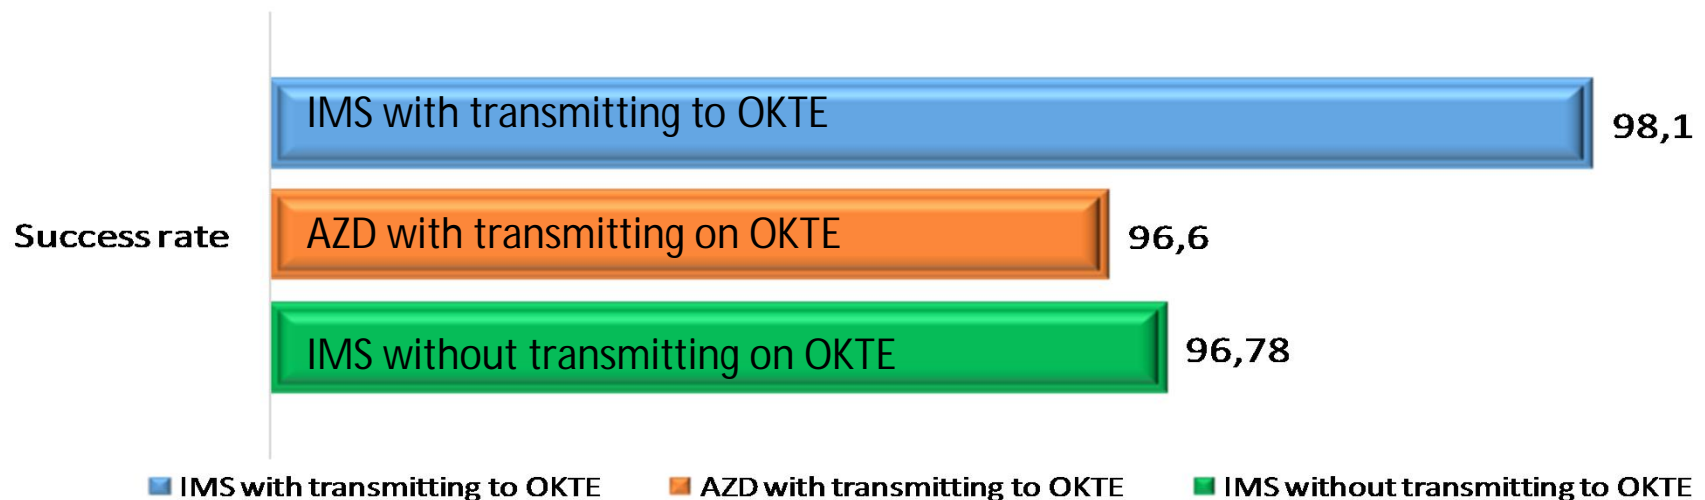 IMS with transmitting to OKTE
98,1
Success rate
AZD with transmitting on OKTE
96,6
IMS without transmitting on OKTE
96,78
IMS with transmitting to OKTE
AZD with transmitting to OKTE
IMS without transmitting to OKTE